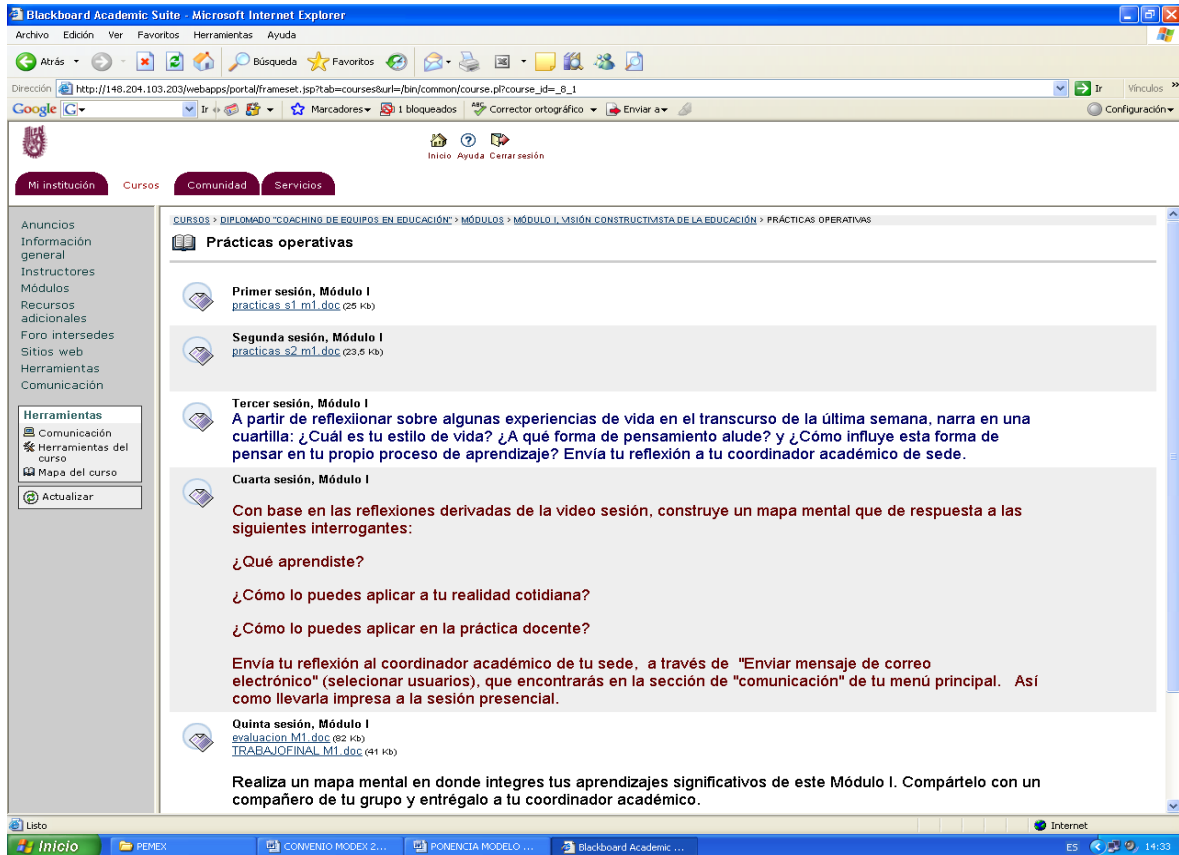 Blackboard Academic Suite - Microsoft Internet Explorer
Archivo Edición Ver Favoritos Herramientas Ayuda
Atrás Búsqueda Favoritos
Dirección http://148.204.103.203/webapps/portal/frameset.jsp?tab=courses&url=/bin/common/course.pl?course_id=_8_1 Ir Vínculos »
Google G Ir Marcadores 1 bloqueados Corrector ortográfico Enviar a Configuración
Inicio Ayuda Cerrar sesión
Mi institución Cursos Comunidad Servicios
CURSOS > DIPLOMADO "COACHING DE EQUIPOS EN EDUCACIÓN" > MÓDULOS > MÓDULO I, VISIÓN CONSTRUCTIVISTA DE LA EDUCACIÓN > PRÁCTICAS OPERATIVAS
Anuncios
Información
general
Instructores
Módulos
Recursos
adicionales
Foro intersedes
Sitios web
Herramientas
Comunicación
Herramientas
Comunicación
Herramientas del
curso
Mapa del curso
Actualizar
Prácticas operativas
Primer sesión, Módulo I
practicas s1 m1.doc (25 Kb)
Segunda sesión, Módulo I
practicas s2 m1.doc (23,5 Kb)
Tercer sesión, Módulo I
A partir de reflexiionar sobre algunas experiencias de vida en el transcurso de la última semana, narra en una
cuartilla: ¿Cuál es tu estilo de vida? ¿A qué forma de pensamiento alude? y ¿Cómo influye esta forma de
pensar en tu propio proceso de aprendizaje? Envía tu reflexión a tu coordinador académico de sede.
Cuarta sesión, Módulo I
Con base en las reflexiones derivadas de la video sesión, construye un mapa mental que de respuesta a las
siguientes interrogantes:
¿Qué aprendiste?
¿Cómo lo puedes aplicar a tu realidad cotidiana?
¿Cómo lo puedes aplicar en la práctica docente?
Envía tu reflexión al coordinador académico de tu sede, a través de "Enviar mensaje de correo
electrónico" (selecionar usuarios), que encontrarás en la sección de "comunicación" de tu menú principal. Así
como llevarla impresa a la sesión presencial.
Quinta sesión, Módulo I
evaluacion M1.doc (82 Kb)
TRABAJOFINAL M1.doc (41 Kb)
Realiza un mapa mental en donde integres tus aprendizajes significativos de este Módulo I. Compártelo con un
compañero de tu grupo y entrégalo a tu coordinador académico.
Listo Internet
Inicio PEMEX CONVENIO MODEX 2... PONENCIA MODELO ... Blackboard Academic ... ES 14:33